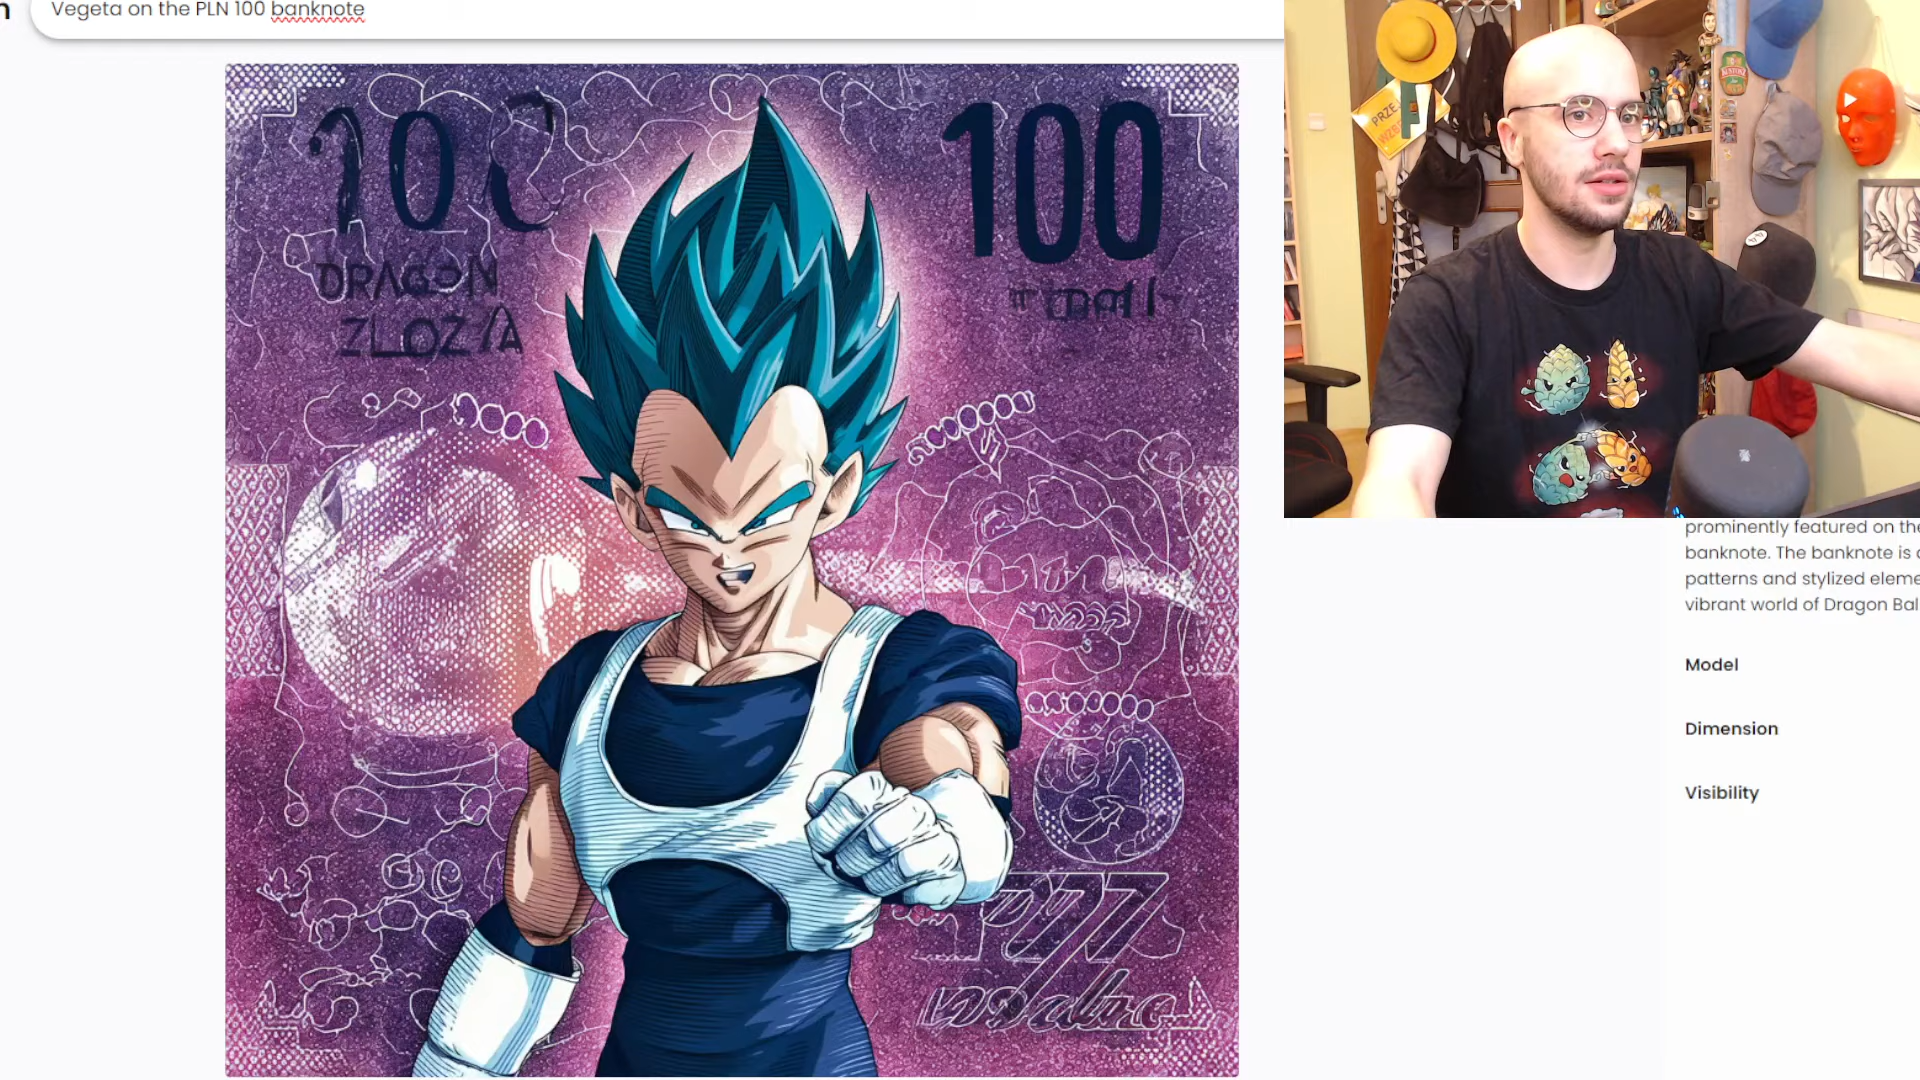 Vegeta on the PLN 100 banknote
100
100
DRAGON
ZLOZ/A
PRZE
prominently featured on the
banknote. The banknote is
patterns and stylized eleme
vibrant world of Dragon Bal
Model
Dimension
Visibility